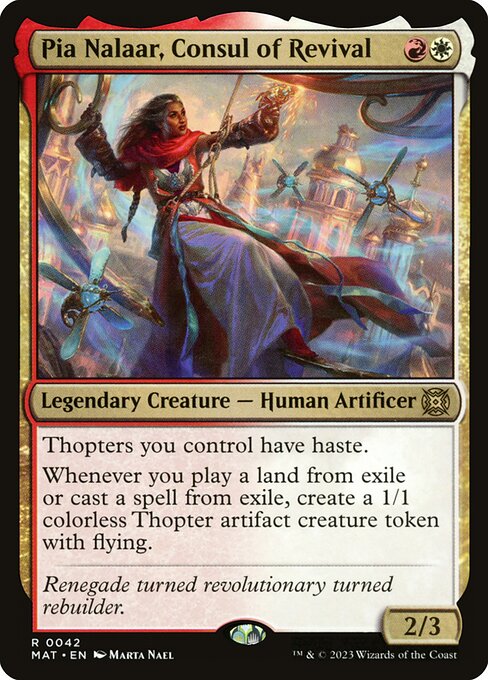 Pia Nalaar, Consul of Revival
Legendary Creature — Human Artificer
Thopters you control have haste.
Whenever you play a land from exile
or cast a spell from exile, create a 1/1
colorless Thopter artifact creature token
with flying.
Renegade turned revolutionary turned
rebuilder.
2/3
R 0042
MAT • EN Marta Nael
™ & © 2023 Wizards of the Coast